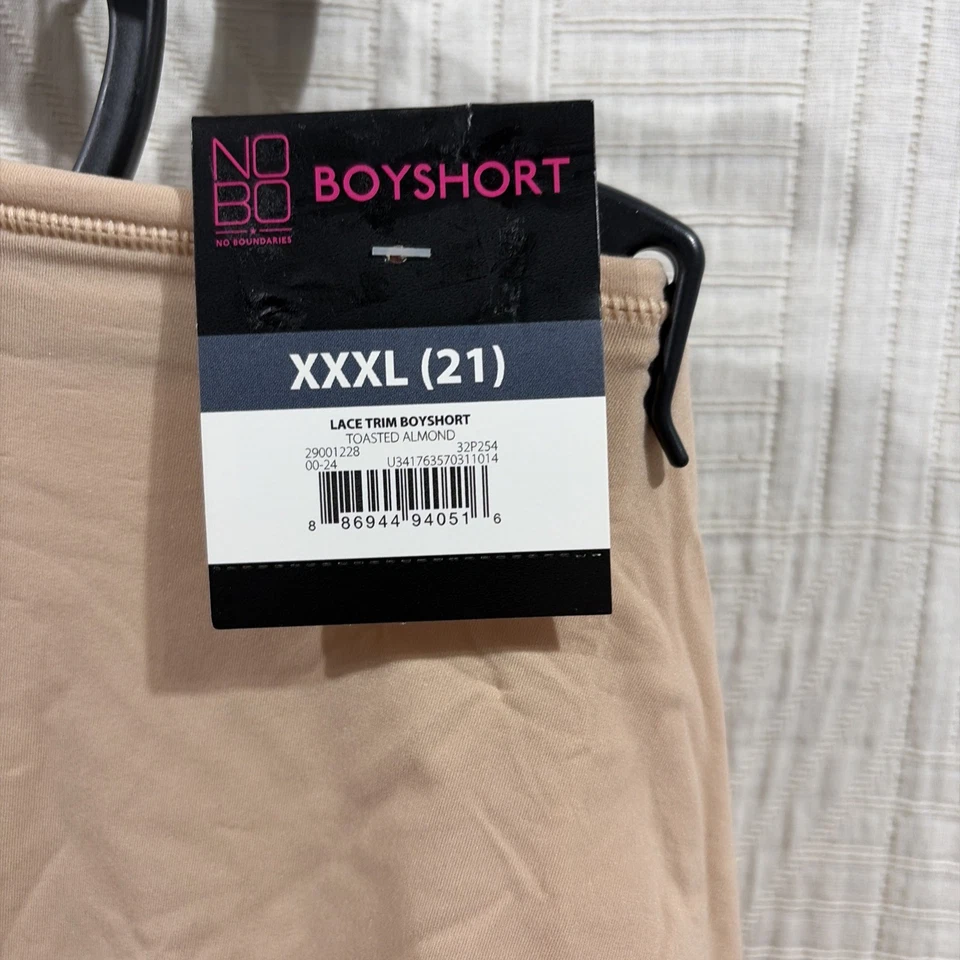 NO
BO
NO BOUNDARIES
BOYSHORT
XXXL (21)
LACE TRIM BOYSHORT
TOASTED ALMOND
29001228 32P254
00-24 U341763570311014
8 86944 94051 6